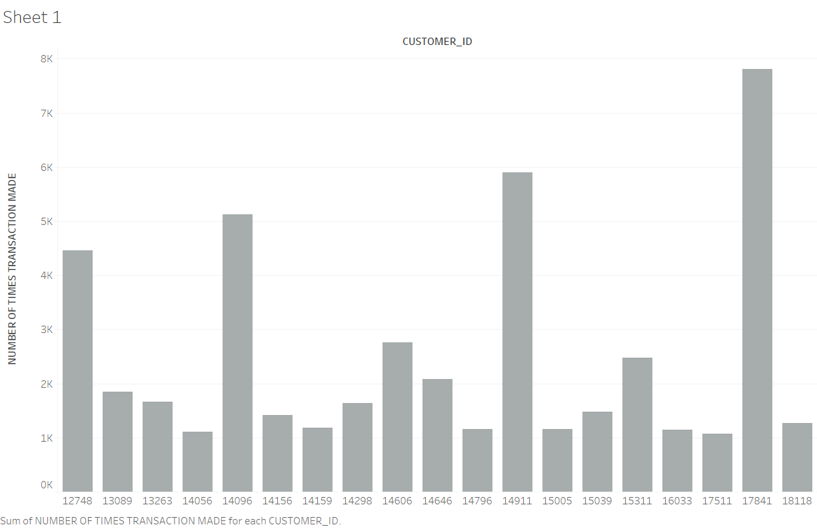 Sheet 1
CUSTOMER_ID
NUMBER OF TIMES TRANSACTION MADE
8K
7K
6K
5K
4K
3K
2K
1K
0K
12748 13089 13263 14056 14096 14156 14159 14298 14606 14646 14796 14911 15005 15039 15311 16033 17511 17841 18118
Sum of NUMBER OF TIMES TRANSACTION MADE for each CUSTOMER_ID.